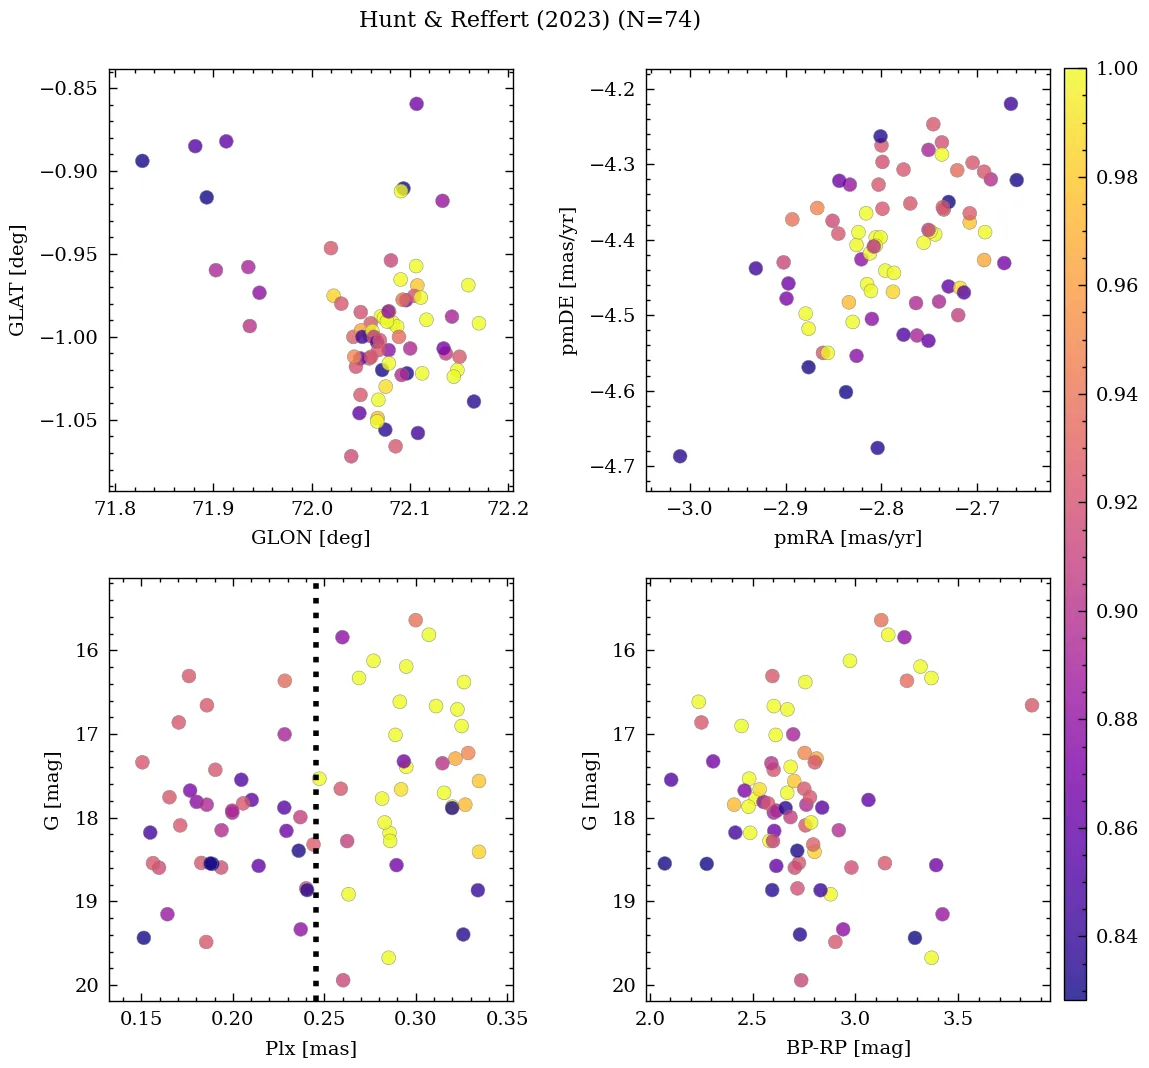 Hunt & Reffert (2023) (N=74)
−0.85
−0.90
−0.95
−1.00
−1.05
GLAT [deg]
71.8 71.9 72.0 72.1 72.2
GLON [deg]
−4.2
−4.3
−4.4
−4.5
−4.6
−4.7
pmDE [mas/yr]
−3.0 −2.9 −2.8 −2.7
pmRA [mas/yr]
16
17
18
19
20
G [mag]
0.15 0.20 0.25 0.30 0.35
Plx [mas]
16
17
18
19
20
G [mag]
2.0 2.5 3.0 3.5
BP-RP [mag]
1.00
0.98
0.96
0.94
0.92
0.90
0.88
0.86
0.84